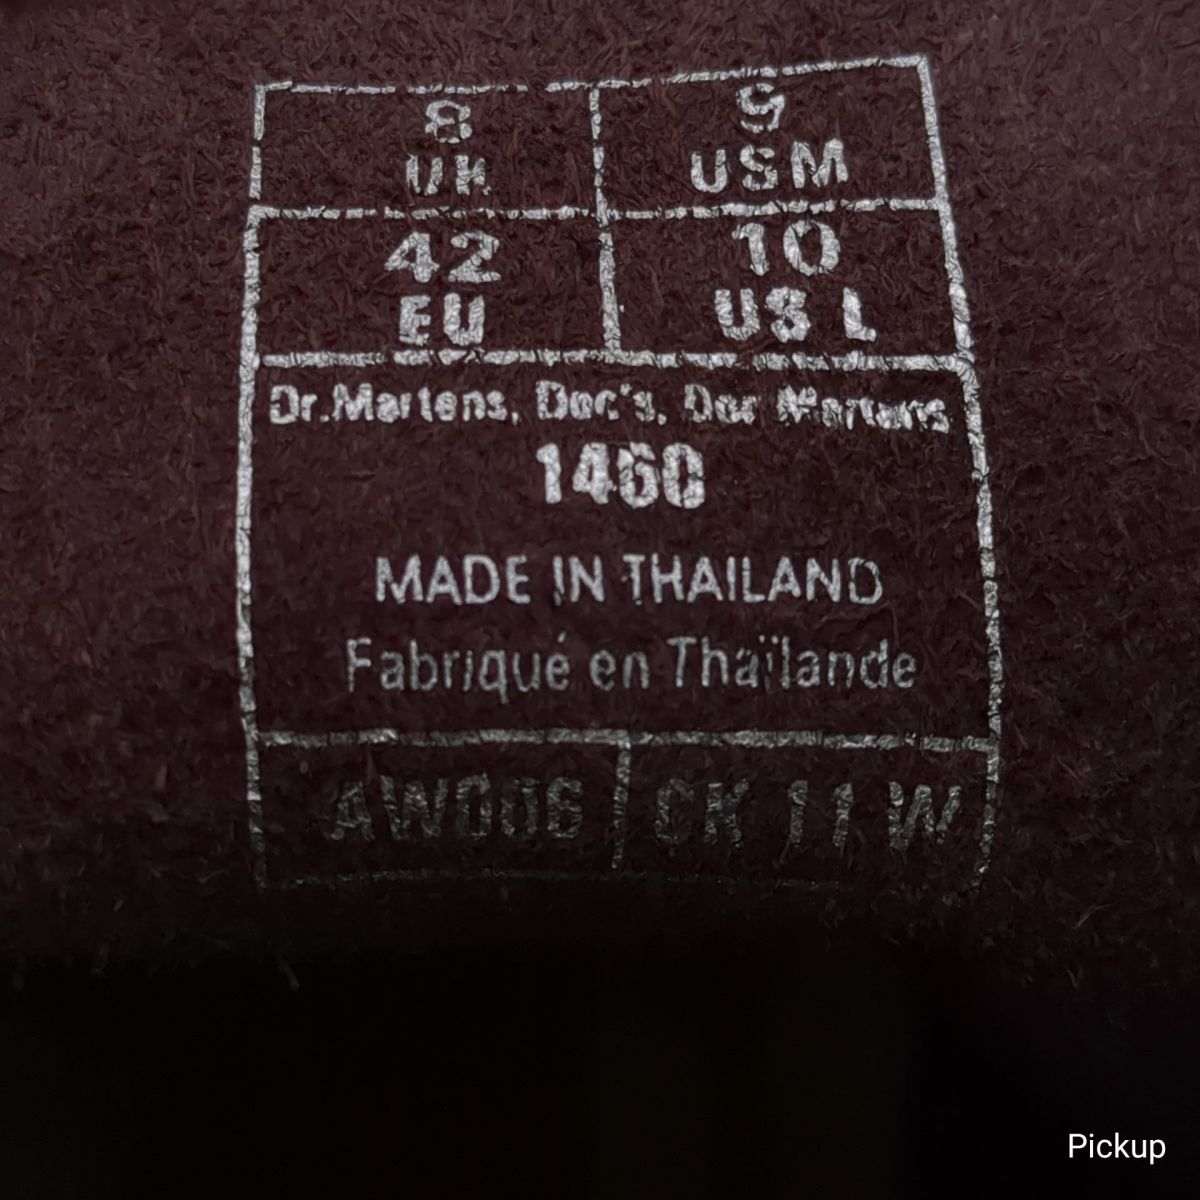 8 9
UK USM
42 10
EU US L
Dr.Martens, Doc's, Doc Martens
1460
MADE IN THAILAND
Fabriqué en Thaïlande
AW006 CK 11 W
Pickup